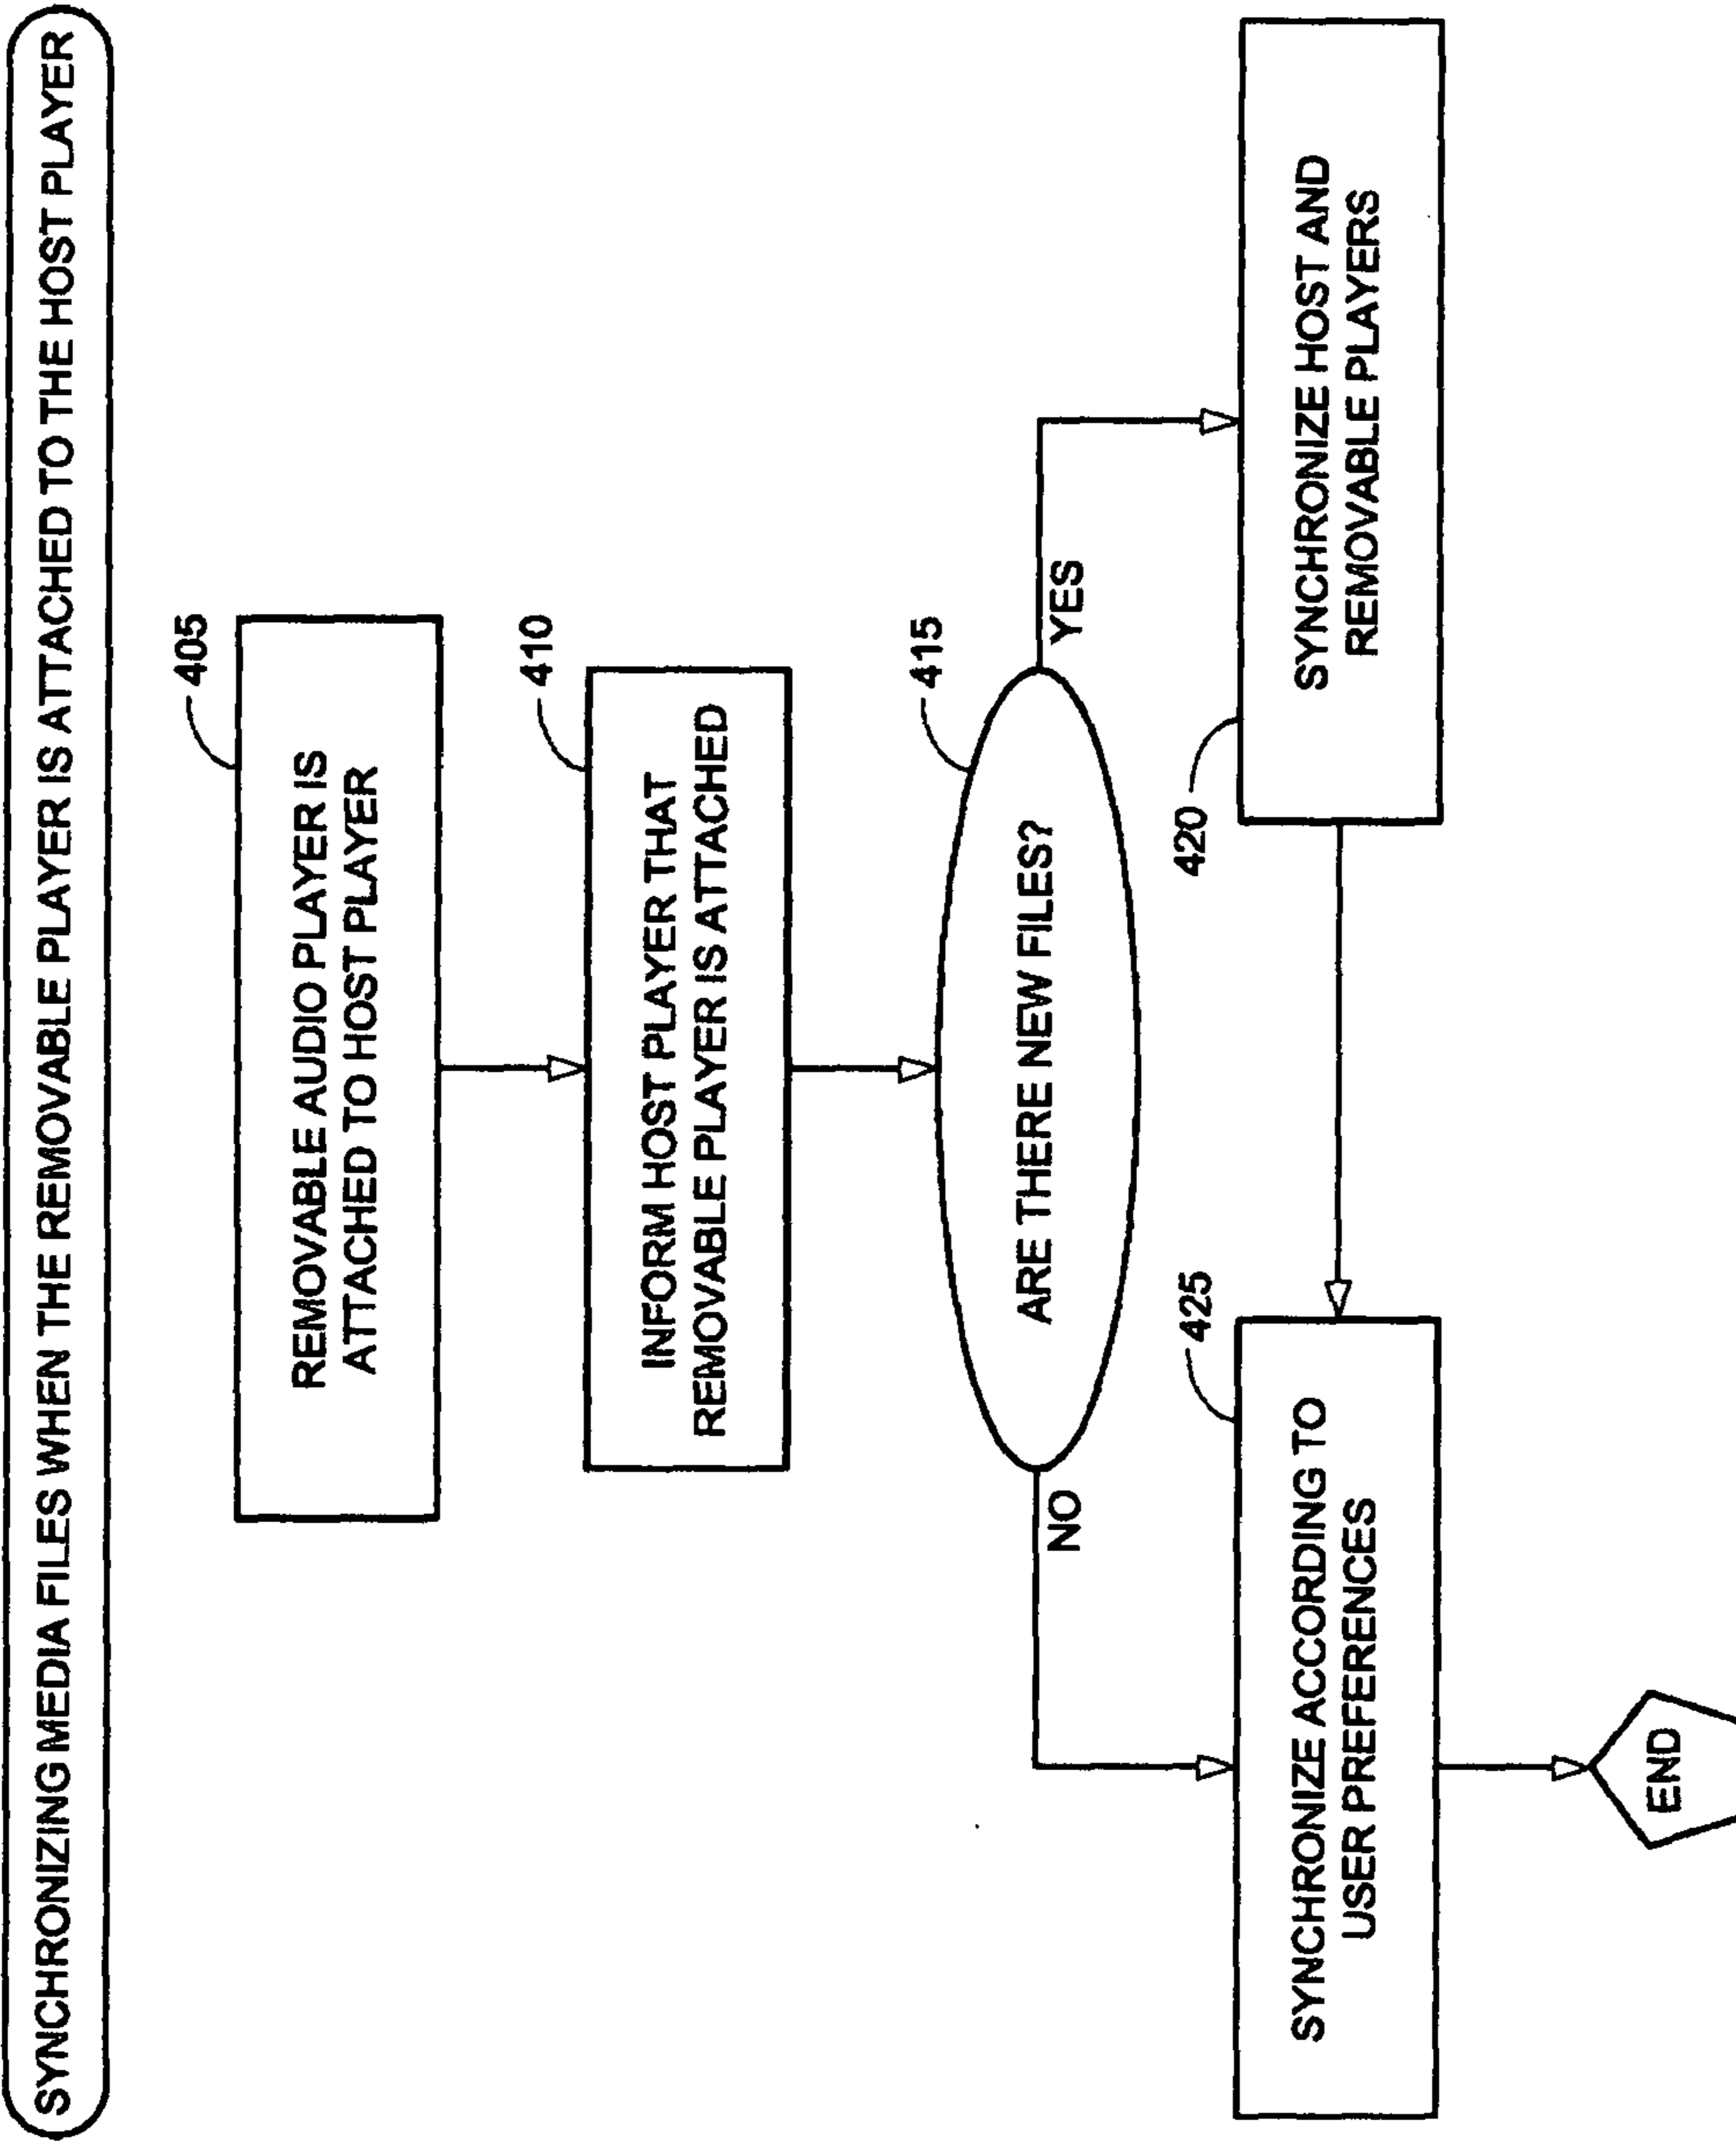 SYNCHRONIZING MEDIA FILES WHEN THE REMOVABLE PLAYER IS ATTACHED TO THE HOST PLAYER
405
REMOVABLE AUDIO PLAYER IS
ATTACHED TO HOST PLAYER
410
INFORM HOST PLAYER THAT
REMOVABLE PLAYER IS ATTACHED
415
ARE THERE NEW FILES?
NO
YES
425
SYNCHRONIZE ACCORDING TO
USER PREFERENCES
420
SYNCHRONIZE HOST AND
REMOVABLE PLAYERS
END